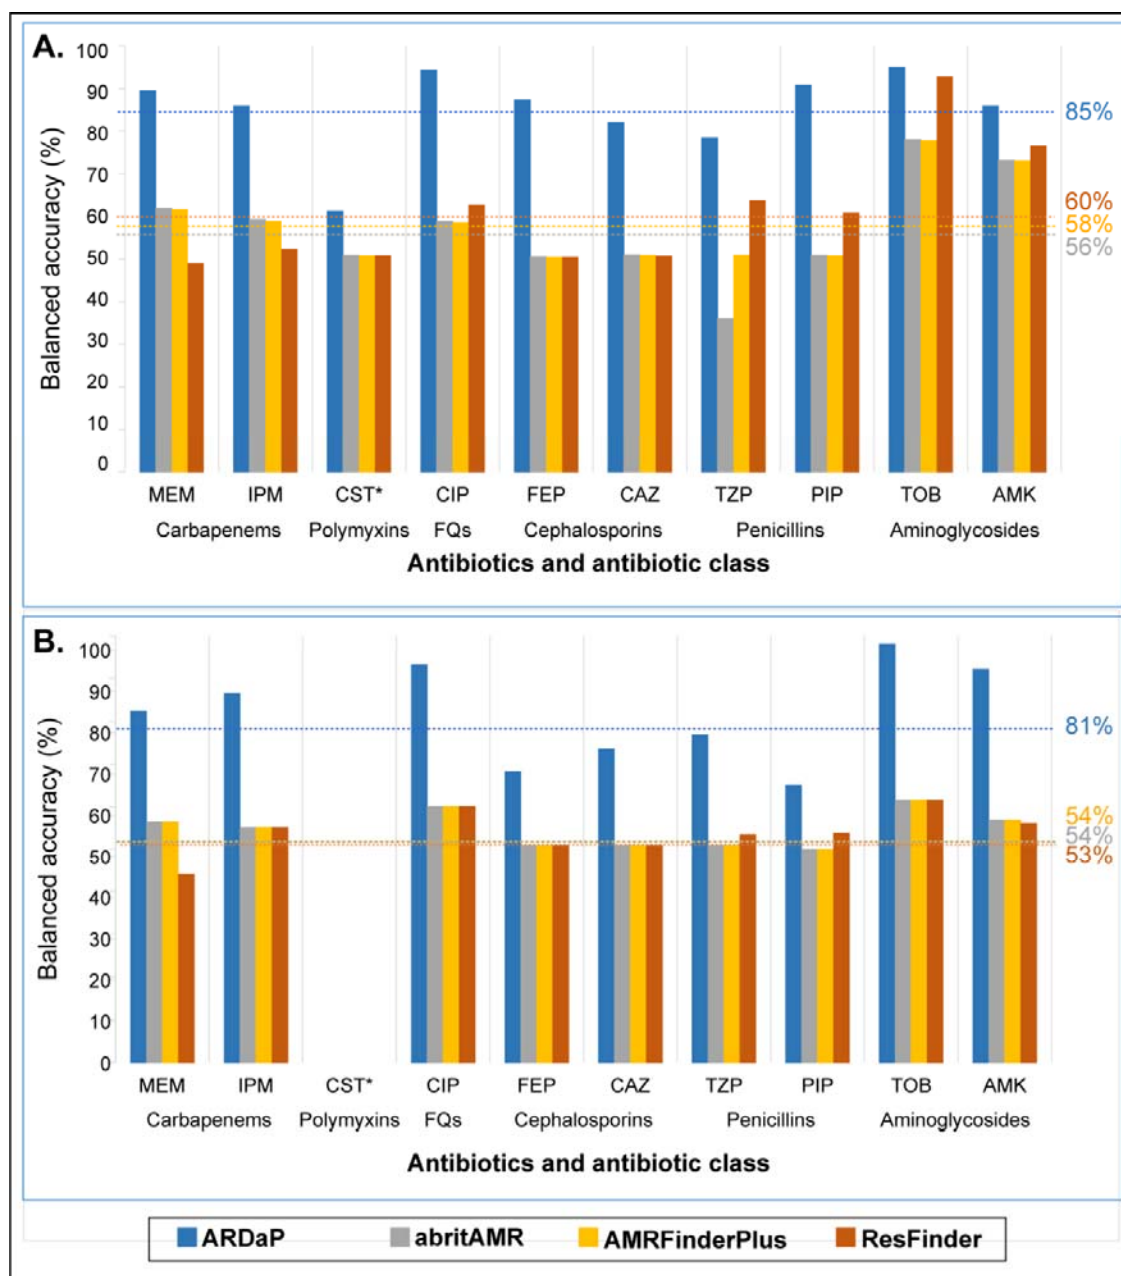 A.
100
90
80
70
60
50
40
30
20
10
0
Balanced accuracy (%)
85%
60%
58%
56%
MEM IPM CST* CIP FEP CAZ TZP PIP TOB AMK
Carbapenems Polymyxins FQs Cephalosporins Penicillins Aminoglycosides
Antibiotics and antibiotic class
B.
100
90
80
70
60
50
40
30
20
10
0
Balanced accuracy (%)
81%
54%
54%
53%
MEM IPM CST* CIP FEP CAZ TZP PIP TOB AMK
Carbapenems Polymyxins FQs Cephalosporins Penicillins Aminoglycosides
Antibiotics and antibiotic class
ARDaP abritAMR AMRFinderPlus ResFinder